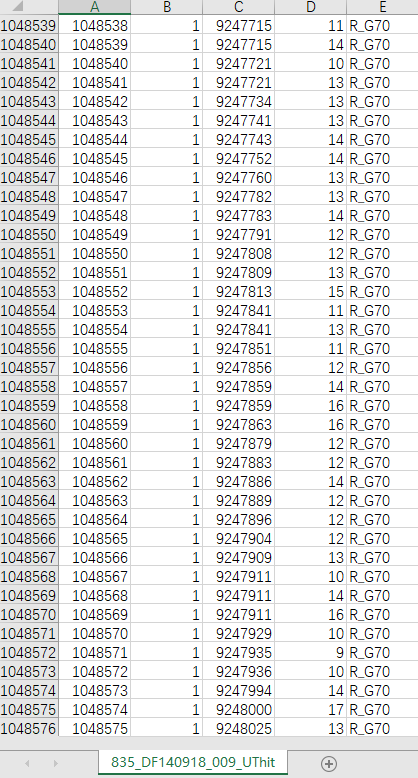 A B C D E
1048539 1048538 1 9247715 11 R_G70
1048540 1048539 1 9247715 14 R_G70
1048541 1048540 1 9247721 10 R_G70
1048542 1048541 1 9247721 13 R_G70
1048543 1048542 1 9247734 13 R_G70
1048544 1048543 1 9247741 13 R_G70
1048545 1048544 1 9247743 14 R_G70
1048546 1048545 1 9247752 14 R_G70
1048547 1048546 1 9247760 13 R_G70
1048548 1048547 1 9247782 13 R_G70
1048549 1048548 1 9247783 14 R_G70
1048550 1048549 1 9247791 12 R_G70
1048551 1048550 1 9247808 12 R_G70
1048552 1048551 1 9247809 13 R_G70
1048553 1048552 1 9247813 15 R_G70
1048554 1048553 1 9247841 11 R_G70
1048555 1048554 1 9247841 13 R_G70
1048556 1048555 1 9247851 11 R_G70
1048557 1048556 1 9247856 12 R_G70
1048558 1048557 1 9247859 14 R_G70
1048559 1048558 1 9247859 16 R_G70
1048560 1048559 1 9247863 16 R_G70
1048561 1048560 1 9247879 12 R_G70
1048562 1048561 1 9247883 12 R_G70
1048563 1048562 1 9247886 14 R_G70
1048564 1048563 1 9247889 12 R_G70
1048565 1048564 1 9247896 12 R_G70
1048566 1048565 1 9247904 12 R_G70
1048567 1048566 1 9247909 13 R_G70
1048568 1048567 1 9247911 10 R_G70
1048569 1048568 1 9247911 14 R_G70
1048570 1048569 1 9247911 16 R_G70
1048571 1048570 1 9247929 10 R_G70
1048572 1048571 1 9247935 9 R_G70
1048573 1048572 1 9247936 10 R_G70
1048574 1048573 1 9247994 14 R_G70
1048575 1048574 1 9248000 17 R_G70
1048576 1048575 1 9248025 13 R_G70
835_DF140918_009_UThit